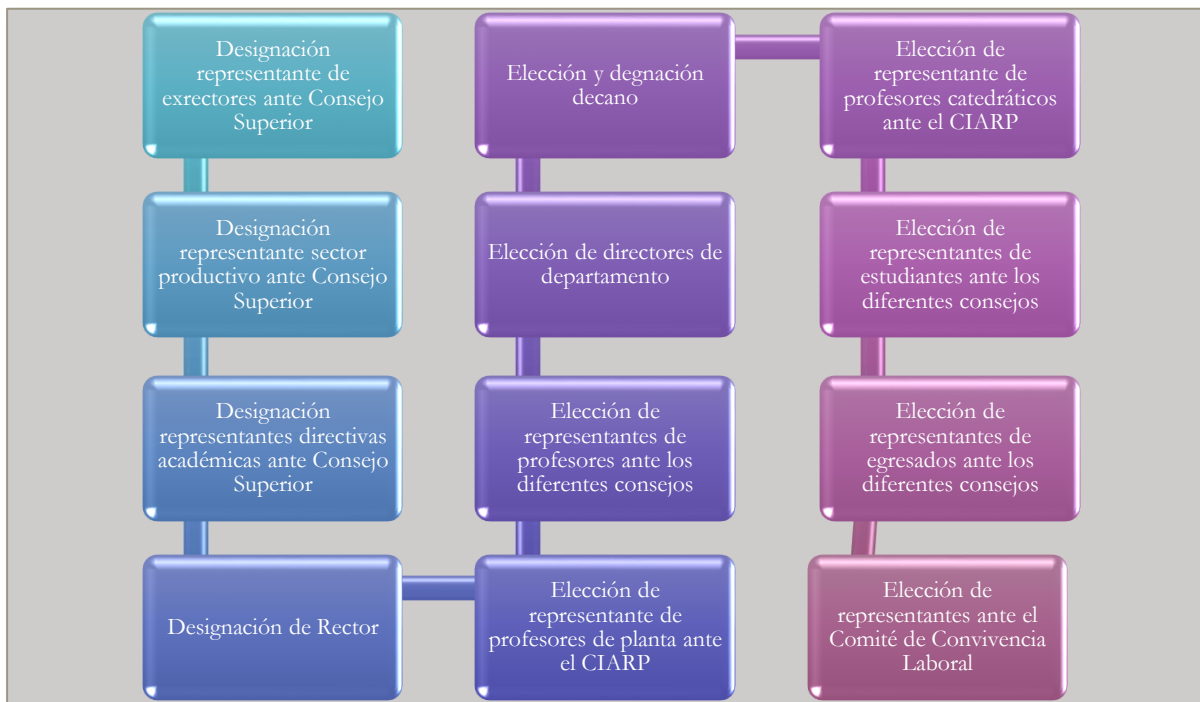 Designación
representante de
exrectores ante Consejo
Superior
Designación
representante sector
productivo ante Consejo
Superior
Designación
representantes directivas
académicas ante Consejo
Superior
Designación de Rector
Elección de
representante de
profesores de planta ante
el CIARP
Elección de
representantes de
profesores ante los
diferentes consejos
Elección de directores de
departamento
Elección y degnación
decano
Elección de
representante de
profesores catedráticos
ante el CIARP
Elección de
representantes de
estudiantes ante los
diferentes consejos
Elección de
representantes de
egresados ante los
diferentes consejos
Elección de
representantes ante el
Comité de Convivencia
Laboral